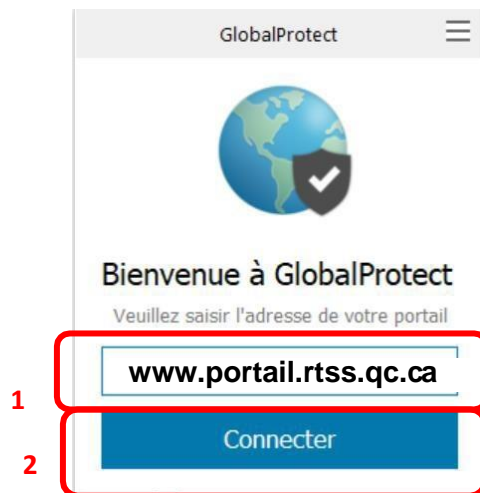 GlobalProtect
Bienvenue à GlobalProtect
Veuillez saisir l'adresse de votre portail
1
www.portail.rtss.qc.ca
2
Connecter